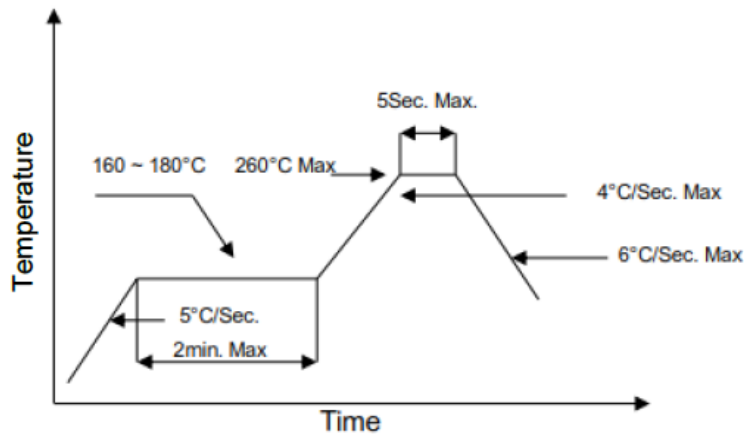 5Sec. Max.
160 ~ 180°C
260°C Max
4°C/Sec. Max
6°C/Sec. Max
5°C/Sec.
2min. Max
Temperature
Time